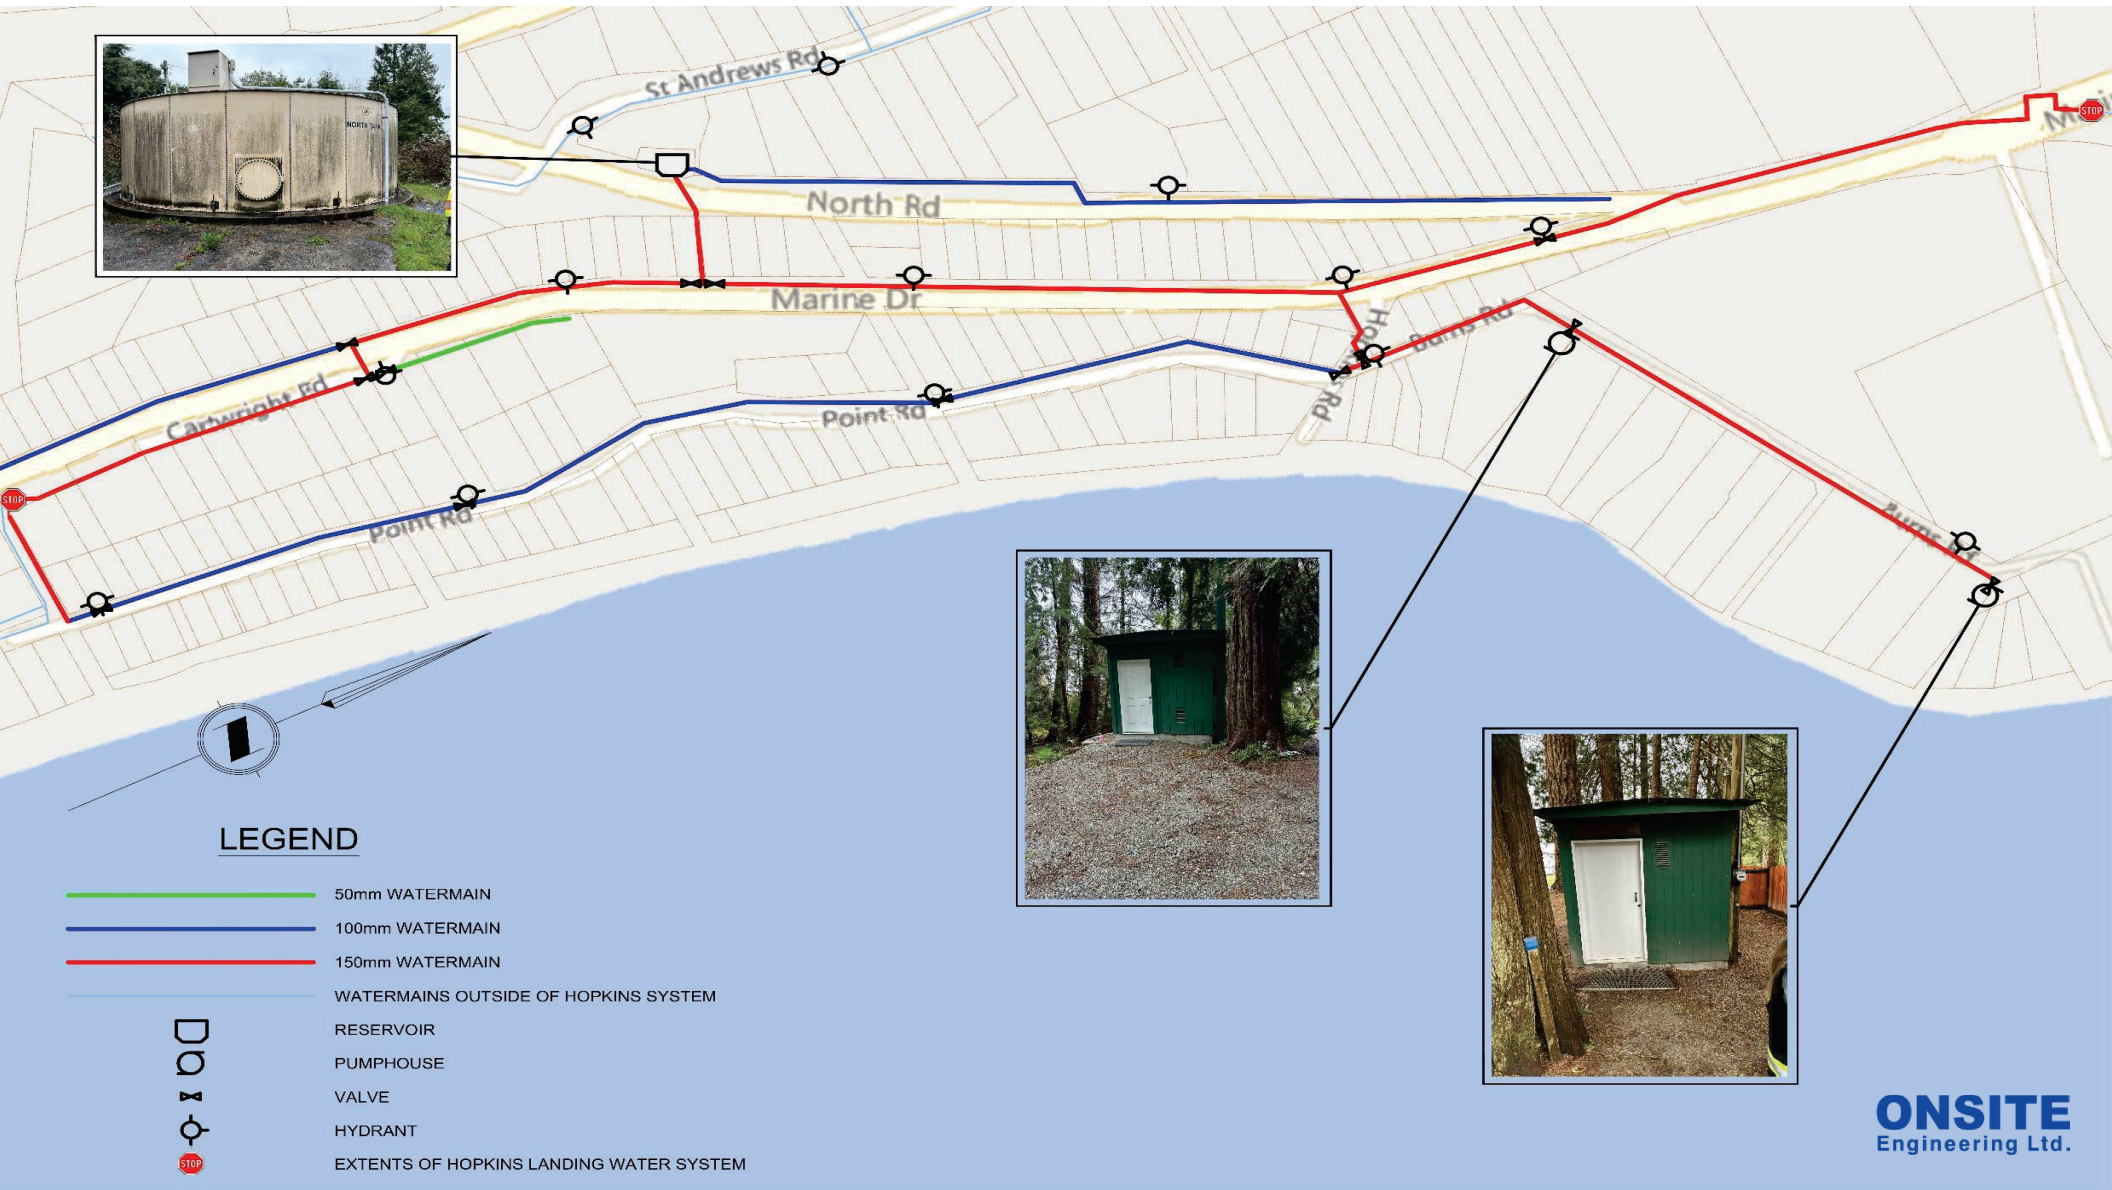 St Andrews Rd
NORTH TANK
STOP
North Rd
Marine Dr
Hopkins Rd
Burns Rd
Cartwright Rd
Point Rd
STOP
Point Rd
Burns Rd
LEGEND
50mm WATERMAIN
100mm WATERMAIN
150mm WATERMAIN
WATERMAINS OUTSIDE OF HOPKINS SYSTEM
RESERVOIR
PUMPHOUSE
VALVE
HYDRANT
STOP
EXTENTS OF HOPKINS LANDING WATER SYSTEM
ONSITE
Engineering Ltd.